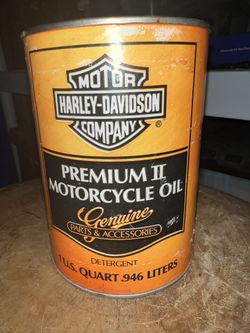 MOTOR
HARLEY-DAVIDSON
COMPANY
®
PREMIUM II
MOTORCYCLE OIL
Genuine
PARTS & ACCESSORIES
DETERGENT
1 U.S. QUART .946 LITERS